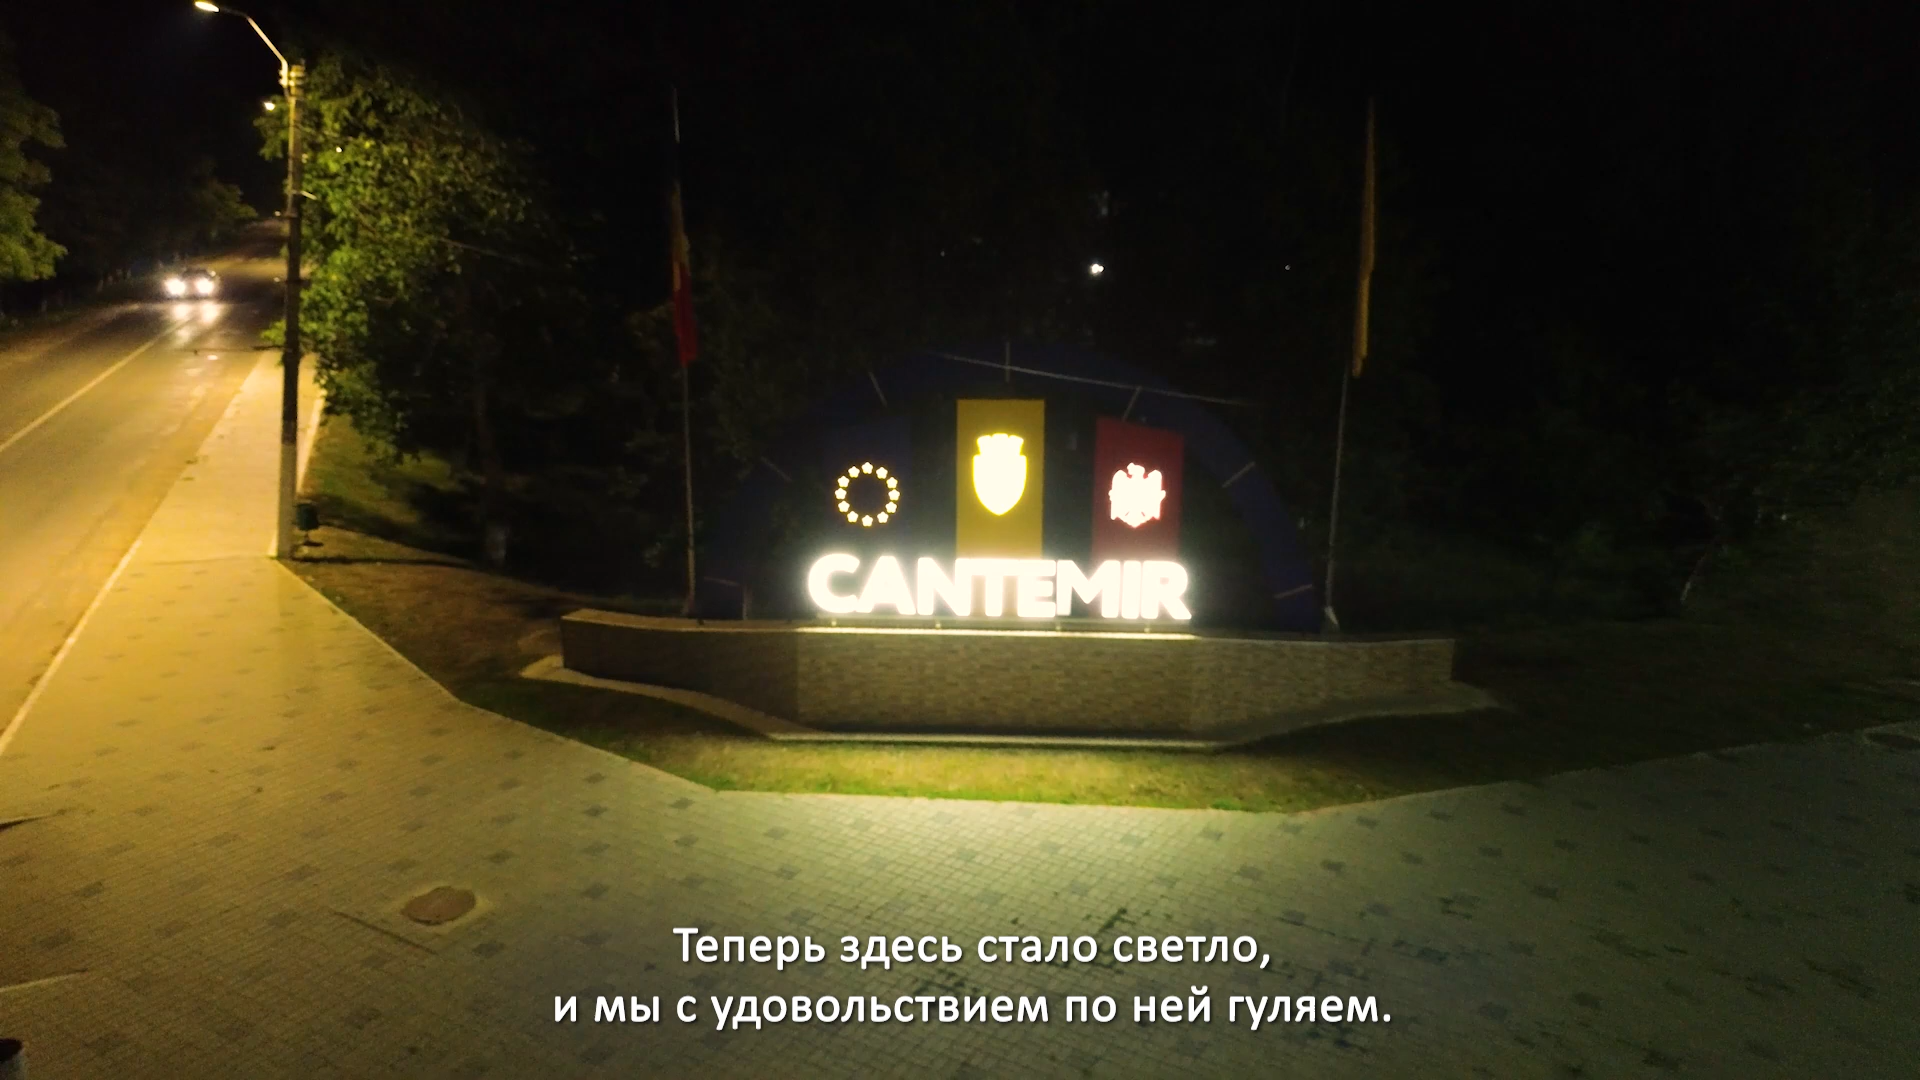 CANTEMIR
Теперь здесь стало светло,
и мы с удовольствием по ней гуляем.